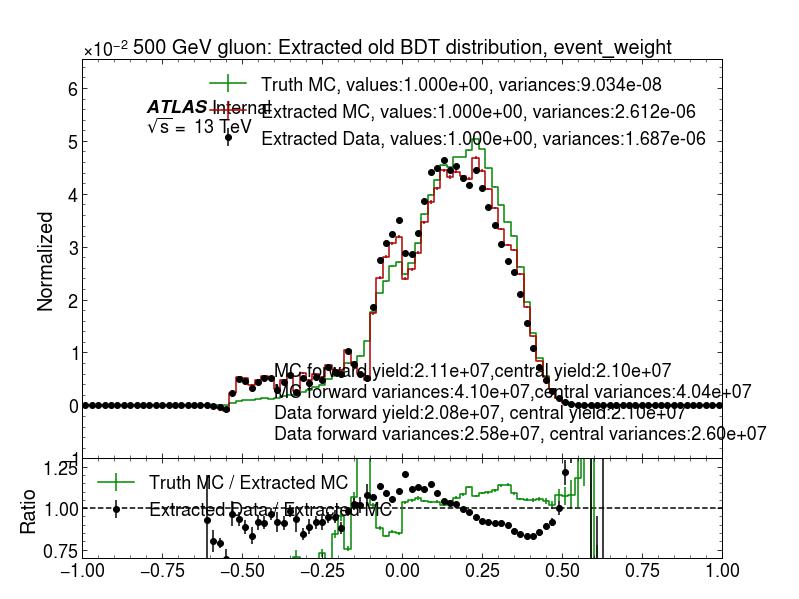 ×10⁻² 500 GeV gluon: Extracted old BDT distribution, event_weight
Truth MC, values:1.000e+00, variances:9.034e-08
ATLAS Internal
Extracted MC, values:1.000e+00, variances:2.612e-06
√s = 13 TeV
Extracted Data, values:1.000e+00, variances:1.687e-06
Normalized
6
5
4
3
2
1
0
MC forward yield:2.11e+07,central yield:2.10e+07
MC forward variances:4.10e+07,central variances:4.04e+07
Data forward yield:2.08e+07, central yield:2.10e+07
Data forward variances:2.58e+07, central variances:2.60e+07
Ratio
1.25
1.00
0.75
Truth MC / Extracted MC
Extracted Data / Extracted MC
−1.00 −0.75 −0.50 −0.25 0.00 0.25 0.50 0.75 1.00